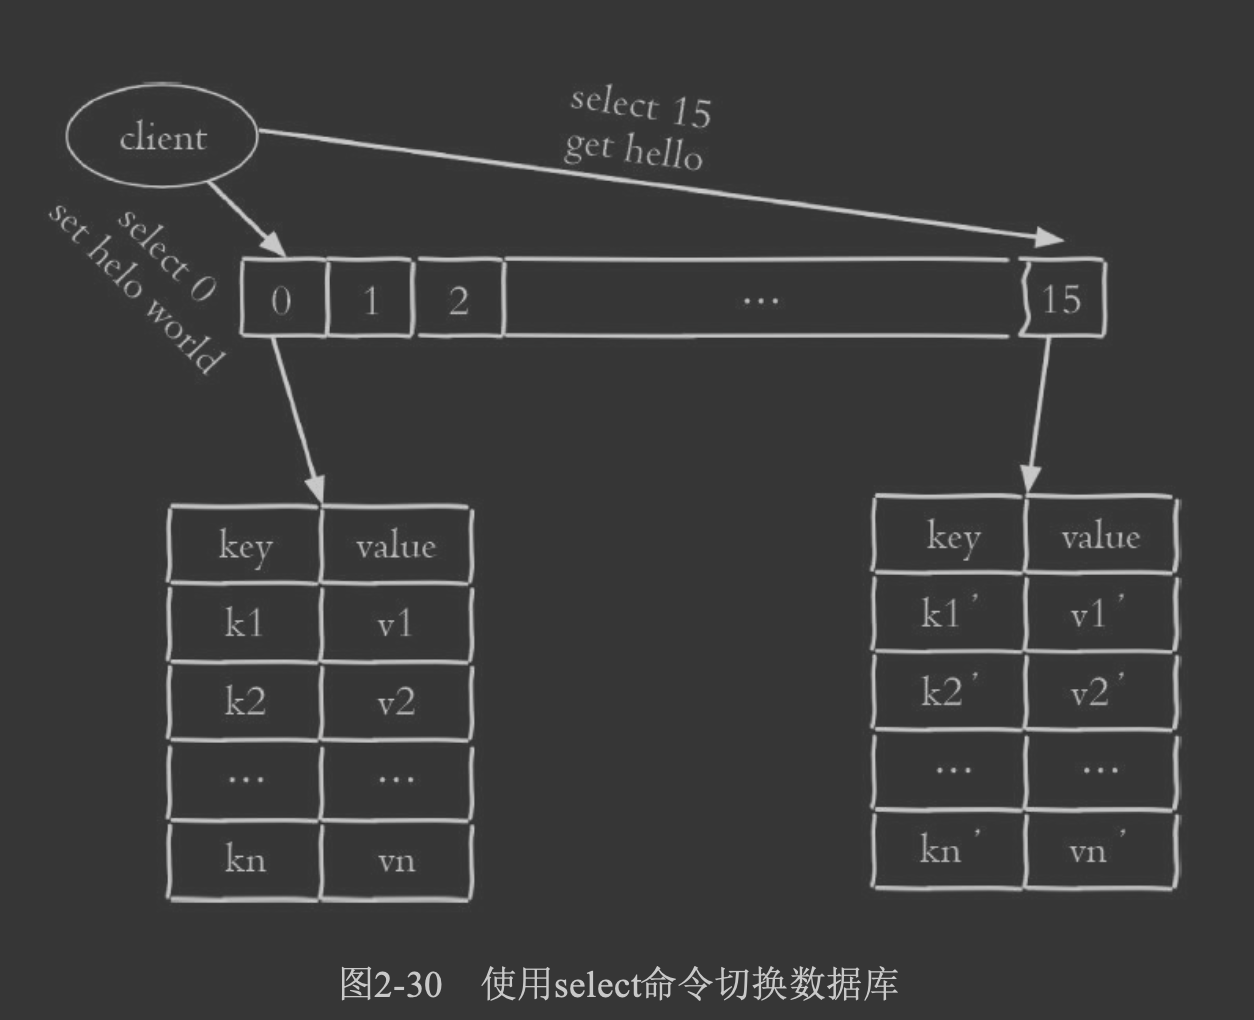 client
select 15
get hello
select 0
set helo world
0 1 2 … 15
key value
k1 v1
k2 v2
… …
kn vn
key value
k1′ v1′
k2′ v2′
… …
kn′ vn′
图2-30 使用select命令切换数据库